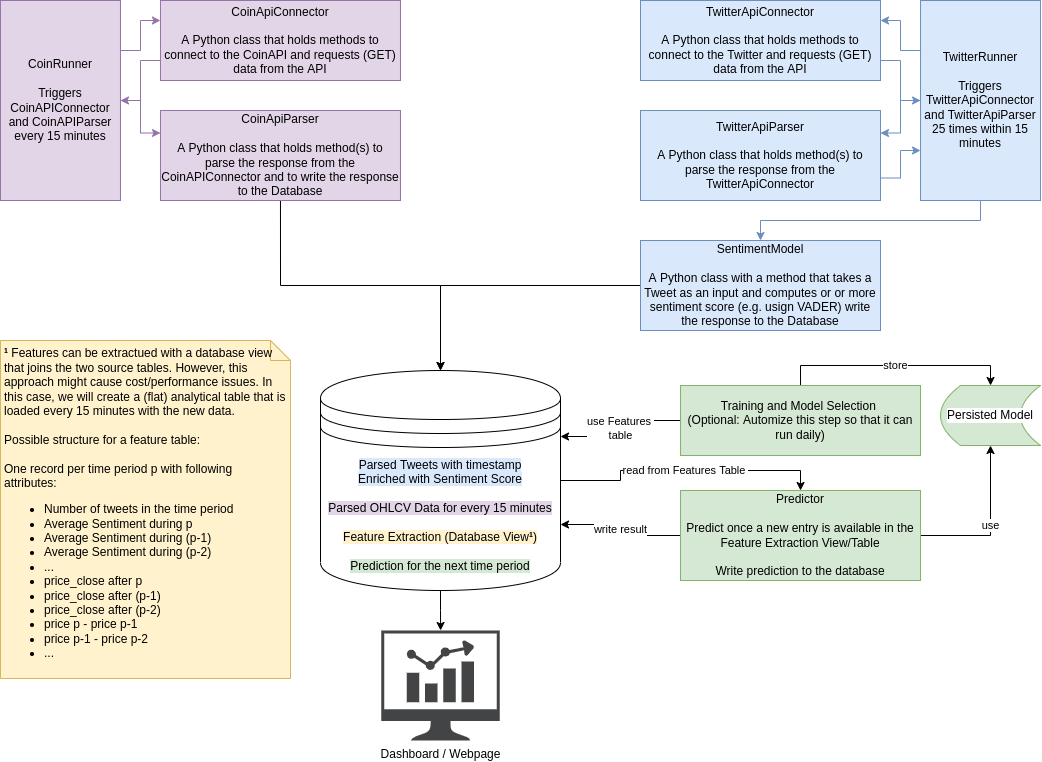 CoinRunner
Triggers
CoinAPIConnector
and CoinAPIParser
every 15 minutes
CoinApiConnector
A Python class that holds methods to
connect to the CoinAPI and requests (GET)
data from the API
CoinApiParser
A Python class that holds method(s) to
parse the response from the
CoinAPIConnector and to write the response
to the Database
TwitterApiConnector
A Python class that holds methods to
connect to the Twitter and requests (GET)
data from the API
TwitterApiParser
A Python class that holds method(s) to
parse the response from the
TwitterApiConnector
TwitterRunner
Triggers
TwitterApiConnector
and TwitterApiParser
25 times within 15
minutes
SentimentModel
A Python class with a method that takes a
Tweet as an input and computes or or more
sentiment score (e.g. usign VADER) write
the response to the Database
¹ Features can be extractued with a database view
that joins the two source tables. However, this
approach might cause cost/performance issues. In
this case, we will create a (flat) analytical table that is
loaded every 15 minutes with the new data.
Possible structure for a feature table:
One record per time period p with following
attributes:
• Number of tweets in the time period
• Average Sentiment during p
• Average Sentiment during (p-1)
• Average Sentiment during (p-2)
• ...
• price_close after p
• price_close after (p-1)
• price_close after (p-2)
• price p - price p-1
• price p-1 - price p-2
• ...
Parsed Tweets with timestamp
Enriched with Sentiment Score
Parsed OHLCV Data for every 15 minutes
Feature Extraction (Database View¹)
Prediction for the next time period
use Features
table
read from Features Table
write result
Training and Model Selection
(Optional: Automize this step so that it can
run daily)
store
Persisted Model
Predictor
Predict once a new entry is available in the
Feature Extraction View/Table
Write prediction to the database
use
Dashboard / Webpage